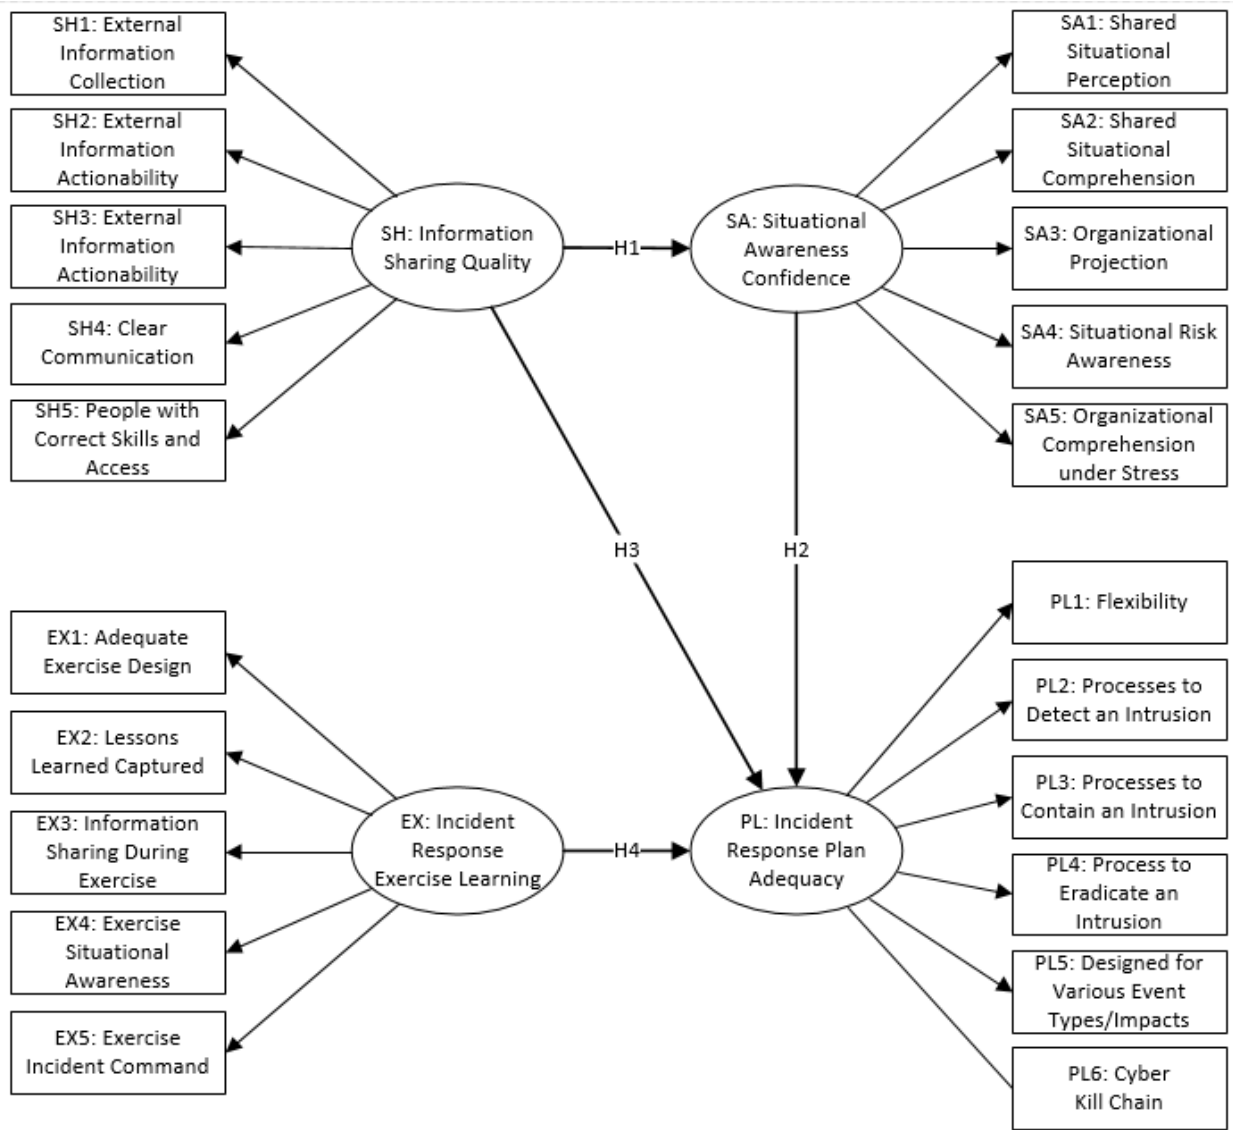 SH1: External
Information
Collection
SH2: External
Information
Actionability
SH3: External
Information
Actionability
SH4: Clear
Communication
SH5: People with
Correct Skills and
Access
SH: Information
Sharing Quality
H1
SA: Situational
Awareness
Confidence
SA1: Shared
Situational
Perception
SA2: Shared
Situational
Comprehension
SA3: Organizational
Projection
SA4: Situational Risk
Awareness
SA5: Organizational
Comprehension
under Stress
H3
H2
EX1: Adequate
Exercise Design
EX2: Lessons
Learned Captured
EX3: Information
Sharing During
Exercise
EX4: Exercise
Situational
Awareness
EX5: Exercise
Incident Command
EX: Incident
Response
Exercise Learning
H4
PL: Incident
Response Plan
Adequacy
PL1: Flexibility
PL2: Processes to
Detect an Intrusion
PL3: Processes to
Contain an Intrusion
PL4: Process to
Eradicate an
Intrusion
PL5: Designed for
Various Event
Types/Impacts
PL6: Cyber
Kill Chain